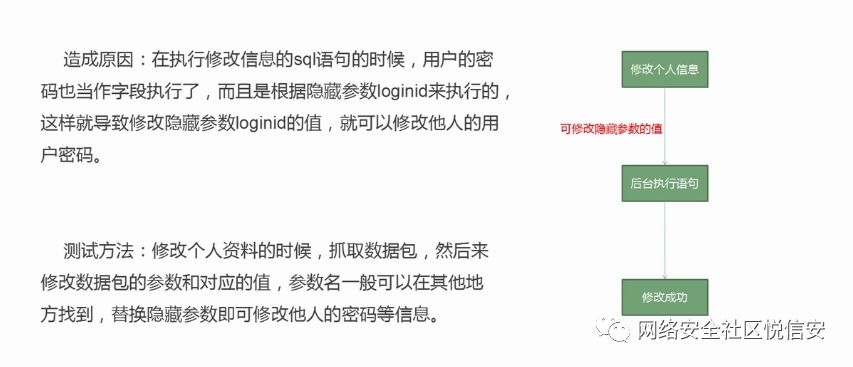 造成原因：在执行修改信息的sql语句的时候，用户的密
码也当作字段执行了，而且是根据隐藏参数loginid来执行的，
这样就导致修改隐藏参数loginid的值，就可以修改他人的用
户密码。
测试方法：修改个人资料的时候，抓取数据包，然后来
修改数据包的参数和对应的值，参数名一般可以在其他地
方找到，替换隐藏参数即可修改他人的密码等信息。
修改个人信息
可修改隐藏参数的值
后台执行语句
修改成功
网络安全社区悦信安